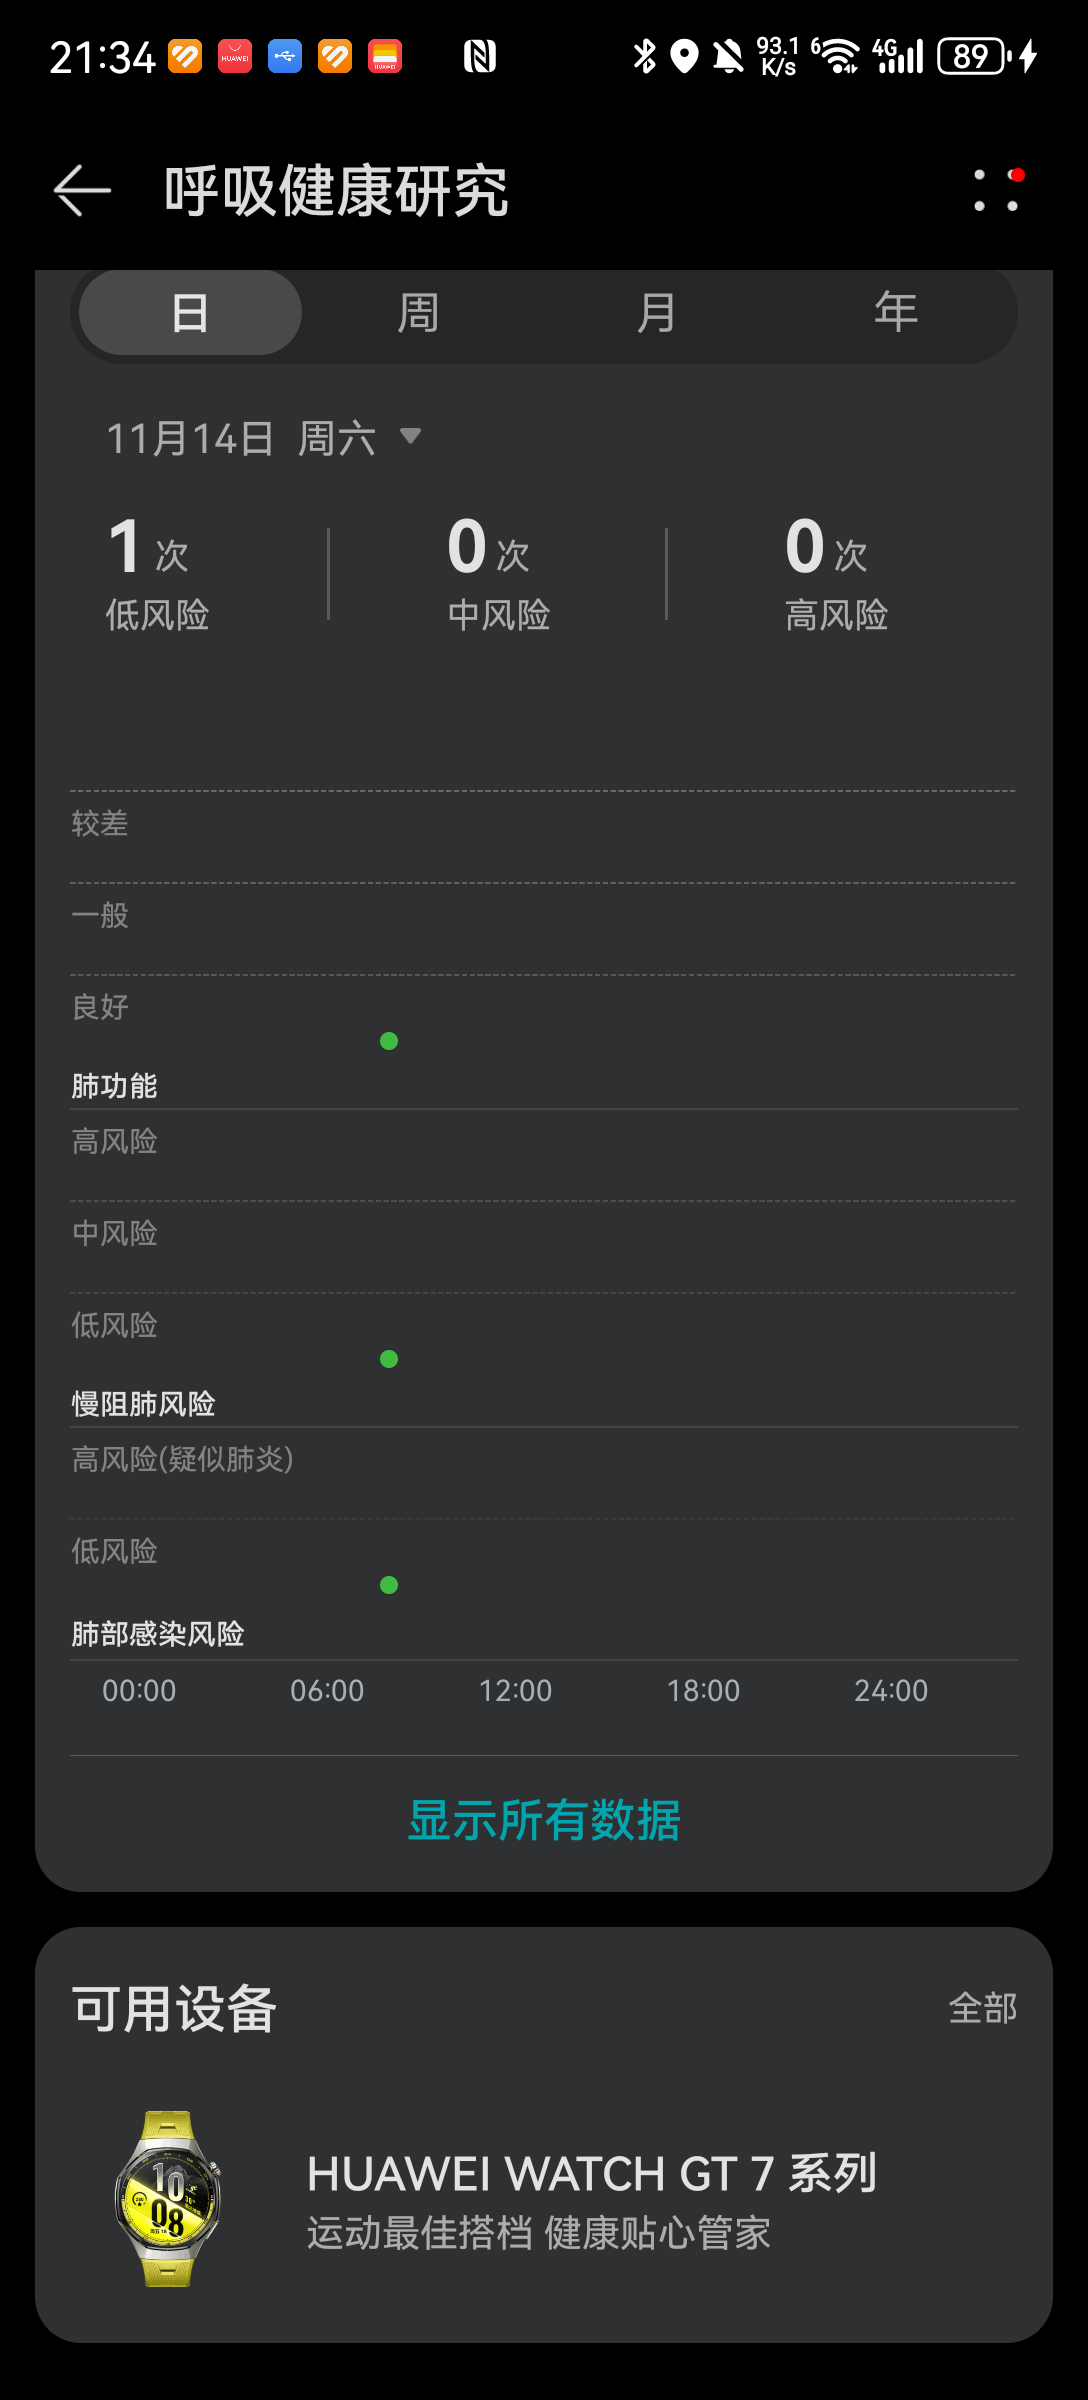 21:34 93.1 K/s 6 4G 89
呼吸健康研究
日 周 月 年
11月14日 周六
1 次 0 次 0 次
低风险 中风险 高风险
较差
一般
良好
肺功能
高风险
中风险
低风险
慢阻肺风险
高风险(疑似肺炎)
低风险
肺部感染风险
00:00 06:00 12:00 18:00 24:00
显示所有数据
可用设备 全部
10
08
HUAWEI WATCH GT 7 系列
运动最佳搭档 健康贴心管家